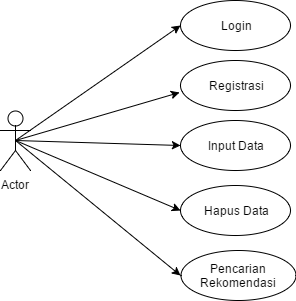 Login
Registrasi
Input Data
Actor
Hapus Data
Pencarian
Rekomendasi